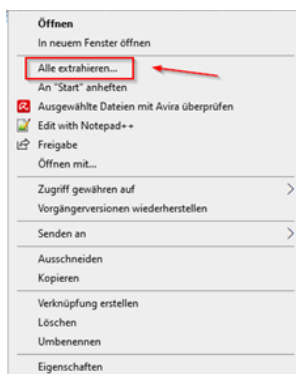 Öffnen
In neuem Fenster öffnen
Alle extrahieren...
An "Start" anheften
Ausgewählte Dateien mit Avira überprüfen
Edit with Notepad++
Freigabe
Öffnen mit...
Zugriff gewähren auf
Vorgängerversionen wiederherstellen
Senden an
Ausschneiden
Kopieren
Verknüpfung erstellen
Löschen
Umbenennen
Eigenschaften